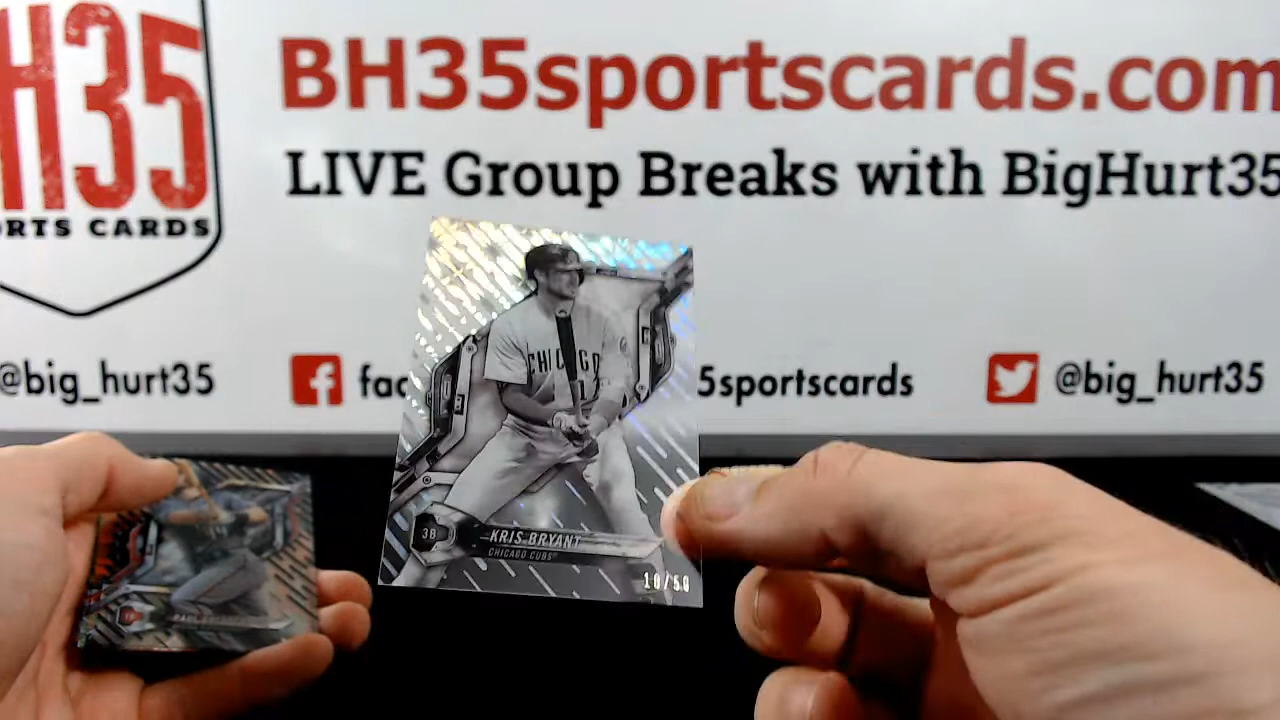 H35
ORTS CARDS
BH35sportscards.com
LIVE Group Breaks with BigHurt35
@big_hurt35
f fac
5sportscards
@big_hurt35
CHICAGO
17
3B
KRIS BRYANT
CHICAGO CUBS
10/50